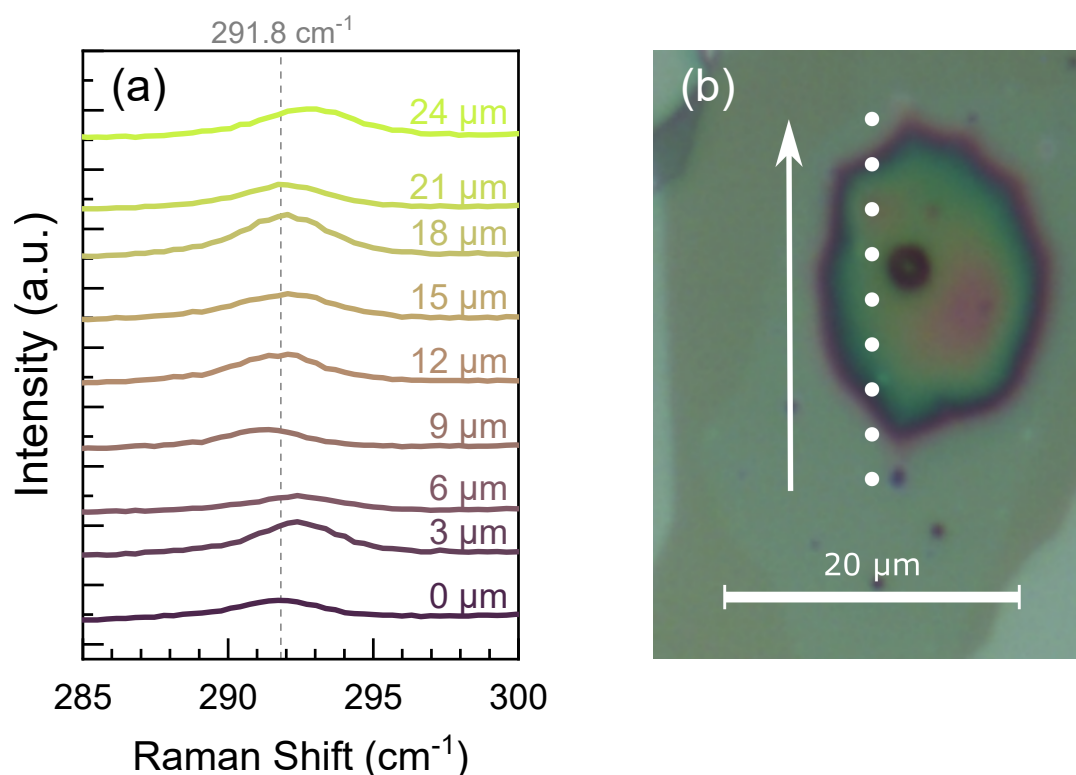 291.8 cm⁻¹
(a)
24 µm
21 µm
18 µm
15 µm
12 µm
9 µm
6 µm
3 µm
0 µm
Intensity (a.u.)
285 290 295 300
Raman Shift (cm⁻¹)
(b)
20 µm